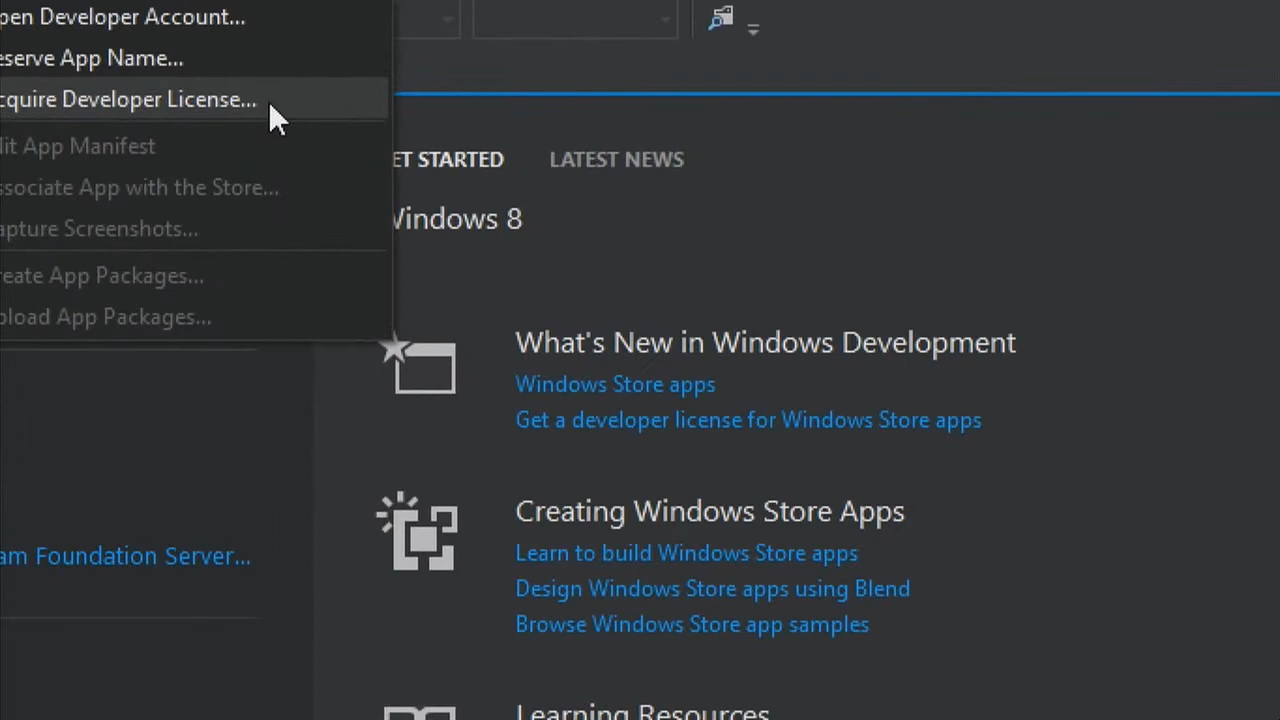 pen Developer Account...
eserve App Name...
cquire Developer License...
dit App Manifest
ssociate App with the Store...
apture Screenshots...
reate App Packages...
pload App Packages...
ET STARTED
LATEST NEWS
Windows 8
What's New in Windows Development
Windows Store apps
Get a developer license for Windows Store apps
Creating Windows Store Apps
Learn to build Windows Store apps
Design Windows Store apps using Blend
Browse Windows Store app samples
am Foundation Server...
Learning Resources